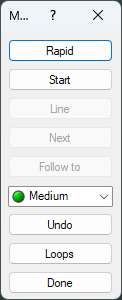 M... ?
Rapid
Start
Line
Next
Follow to
Medium
Undo
Loops
Done